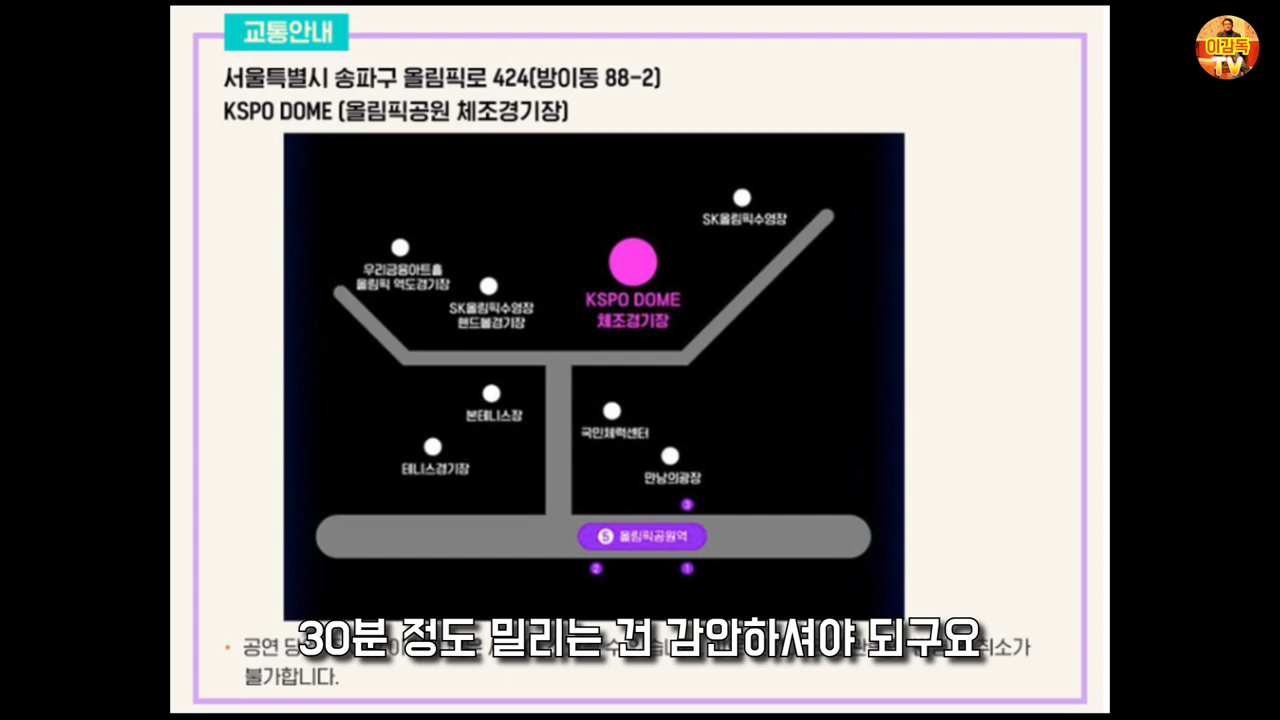 교통안내
이감독
TV
서울특별시 송파구 올림픽로 424(방이동 88-2)
KSPO DOME (올림픽공원 체조경기장)
SK올림픽수영장
우리금융아트홀
올림픽 역도경기장
SK올림픽수영장
핸드볼경기장
KSPO DOME
체조경기장
본테니스장
국민체력센터
테니스경기장
만남의광장
3
5 올림픽공원역
2
1
30분 정도 밀리는 건 감안하셔야 되구요
공연 취소가
불가합니다.